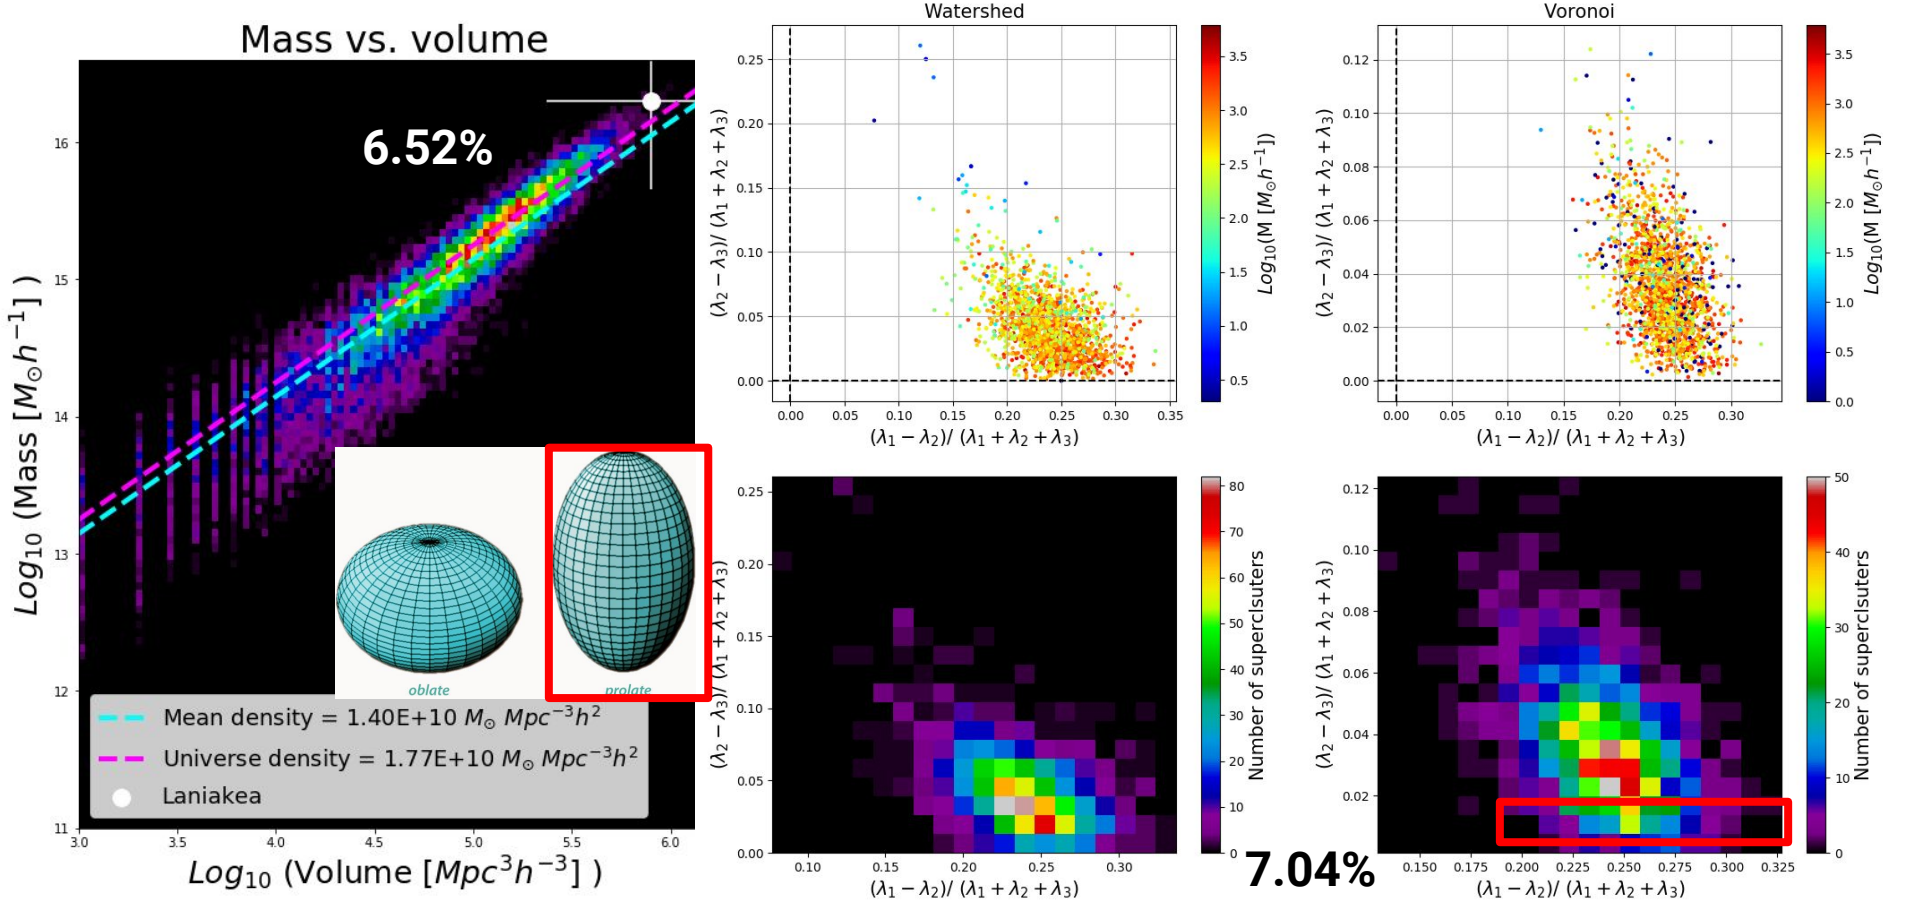 Mass vs. volume
6.52%
Log₁₀ (Mass [M⊙h⁻¹] )
16
15
14
13
12
11
oblate
prolate
Mean density = 1.40E+10 M⊙ Mpc⁻³h²
Universe density = 1.77E+10 M⊙ Mpc⁻³h²
Laniakea
3.0 3.5 4.0 4.5 5.0 5.5 6.0
Log₁₀ (Volume [Mpc³h⁻³] )
Watershed
(λ₂ − λ₃)/ (λ₁ + λ₂ + λ₃)
0.25
0.20
0.15
0.10
0.05
0.00
0.00 0.05 0.10 0.15 0.20 0.25 0.30 0.35
(λ₁ − λ₂)/ (λ₁ + λ₂ + λ₃)
3.5
3.0
2.5
2.0
1.5
1.0
0.5
Log₁₀(M [M⊙h⁻¹])
Voronoi
(λ₂ − λ₃)/ (λ₁ + λ₂ + λ₃)
0.12
0.10
0.08
0.06
0.04
0.02
0.00
0.00 0.05 0.10 0.15 0.20 0.25 0.30
(λ₁ − λ₂)/ (λ₁ + λ₂ + λ₃)
3.5
3.0
2.5
2.0
1.5
1.0
0.5
0.0
Log₁₀(M [M⊙h⁻¹])
(λ₂ − λ₃)/ (λ₁ + λ₂ + λ₃)
0.25
0.20
0.15
0.10
0.05
0.00
0.10 0.15 0.20 0.25 0.30
(λ₁ − λ₂)/ (λ₁ + λ₂ + λ₃)
80
70
60
50
40
30
20
10
0
Number of superclsuters
7.04%
(λ₂ − λ₃)/ (λ₁ + λ₂ + λ₃)
0.12
0.10
0.08
0.06
0.04
0.02
0.150 0.175 0.200 0.225 0.250 0.275 0.300 0.325
(λ₁ − λ₂)/ (λ₁ + λ₂ + λ₃)
50
40
30
20
10
0
Number of superclsuters